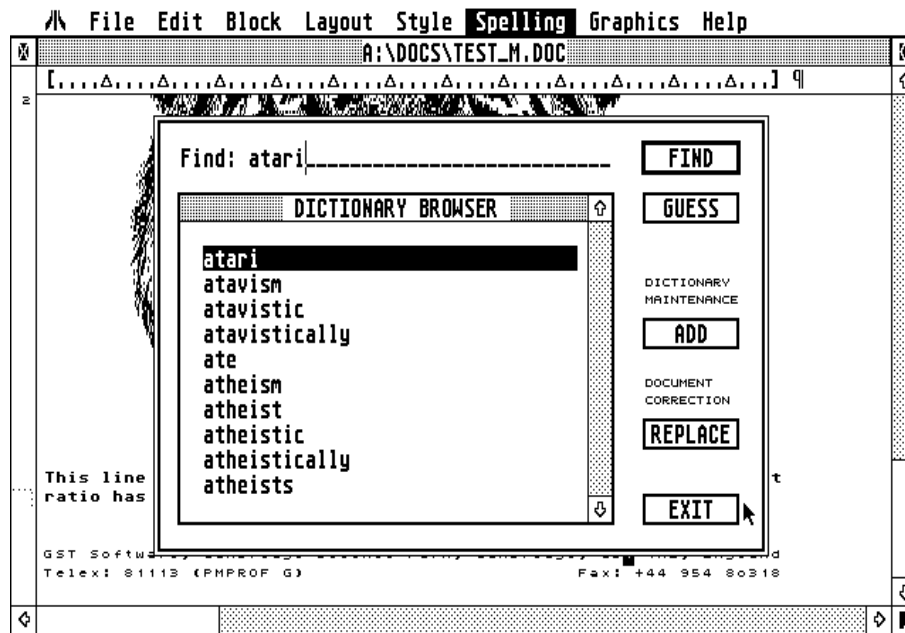 File Edit Block Layout Style Spelling Graphics Help
A:\DOCS\TEST_M.DOC
2
Find: atari
FIND
DICTIONARY BROWSER
GUESS
atari
atavism
atavistic
atavistically
ate
atheism
atheist
atheistic
atheistically
atheists
DICTIONARY
MAINTENANCE
ADD
DOCUMENT
CORRECTION
REPLACE
EXIT
This line
ratio has
GST
Telex: 81113 (PMPROF G) Fax: +44 954 80318